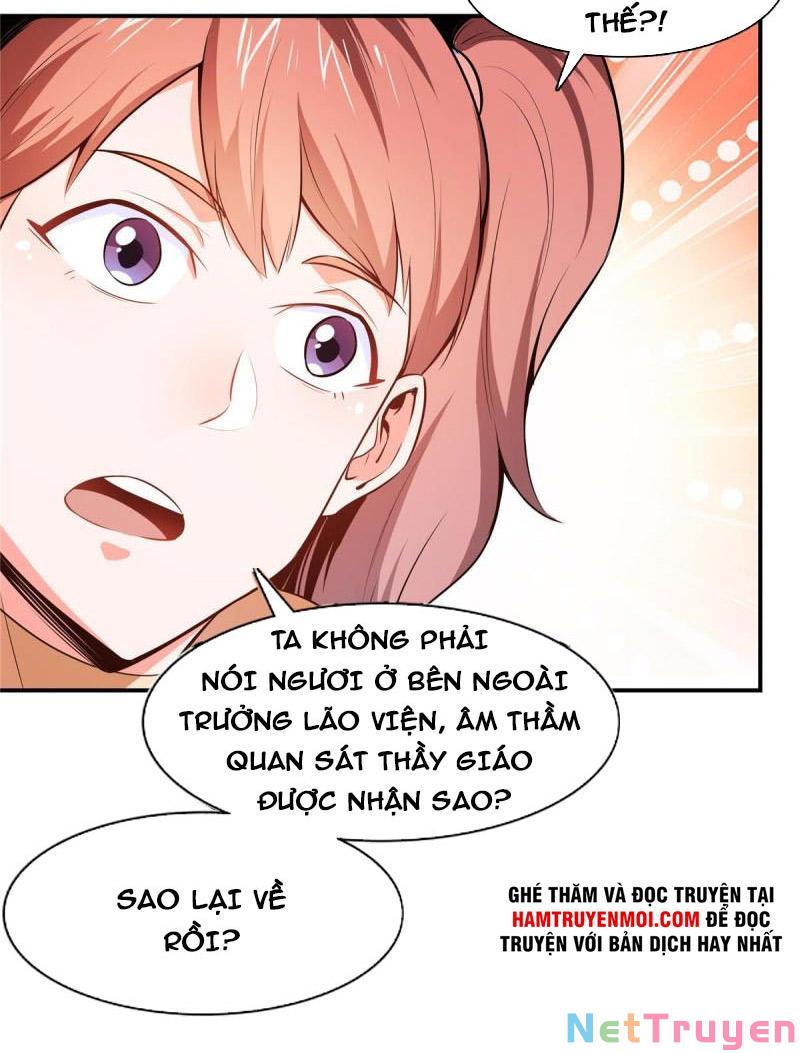 THẾ?!
TA KHÔNG PHẢI
NÓI NGƯƠI Ở BÊN NGOÀI
TRƯỞNG LÃO VIỆN, ÂM THẦM
QUAN SÁT THẦY GIÁO
ĐƯỢC NHẬN SAO?
SAO LẠI VỀ
RỒI?
GHÉ THĂM VÀ ĐỌC TRUYỆN TẠI
HAMTRUYENMOI.COM ĐỂ ĐỌC
TRUYỆN VỚI BẢN DỊCH HAY NHẤT
NetTruyen